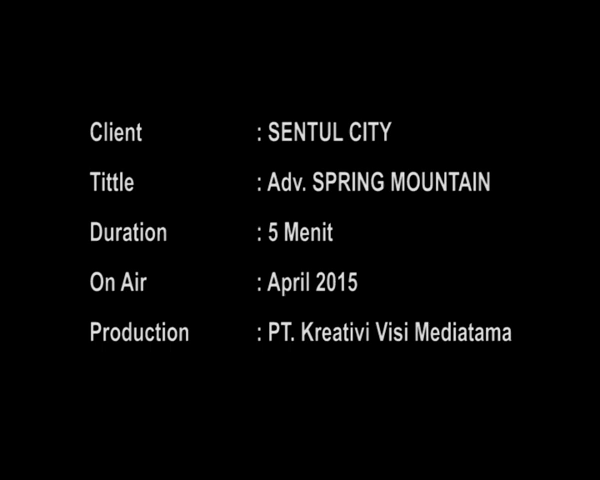 Client : SENTUL CITY
Tittle : Adv. SPRING MOUNTAIN
Duration : 5 Menit
On Air : April 2015
Production : PT. Kreativi Visi Mediatama